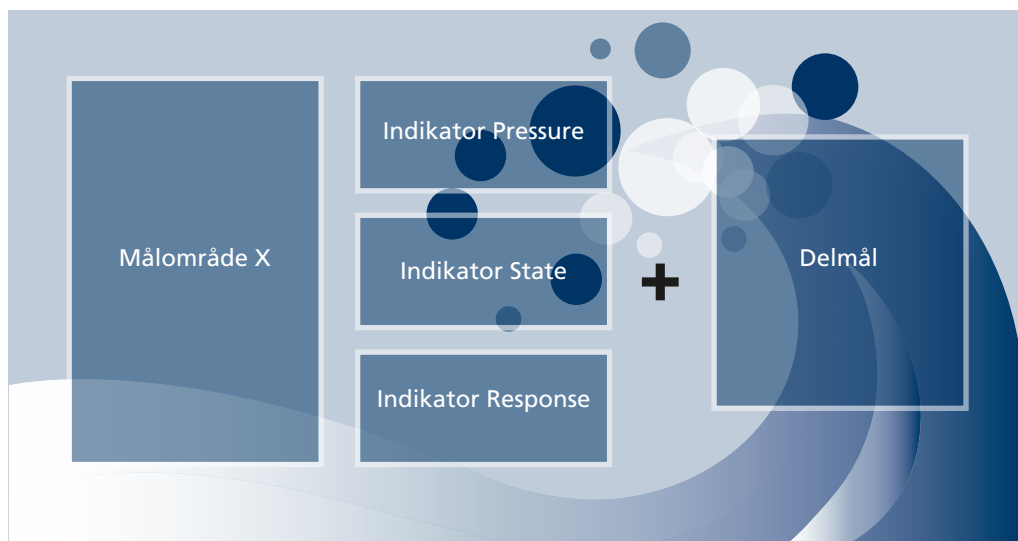 Målområde X
Indikator Pressure
Indikator State
Indikator Response
+
Delmål